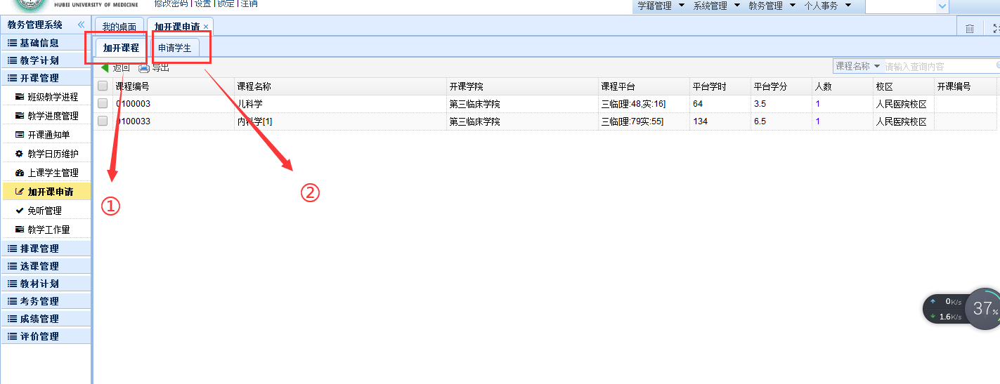 HUBEI UNIVERSITY OF MEDICINE
修改密码 | 设置 | 锁定 | 注销
学籍管理 系统管理 教务管理 个人事务
教务管理系统
我的桌面 加开课申请
基础信息
加开课程 申请学生
教学计划
返回 导出
课程名称 请输入查询内容
开课管理
课程编号 课程名称 开课学院 课程平台 平台学时 平台学分 人数 校区 开课编号
班级教学进程
0100003 儿科学 第三临床学院 三临[理:48,实:16] 64 3.5 1 人民医院校区
教学进度管理
0100033 内科学[1] 第三临床学院 三临[理:79实:55] 134 6.5 1 人民医院校区
开课通知单
教学日历维护
上课学生管理
加开课申请
① ②
免听管理
教学工作量
排课管理
选课管理
教材计划
考务管理
成绩管理
评价管理
0K/s
1.6K/s
37%